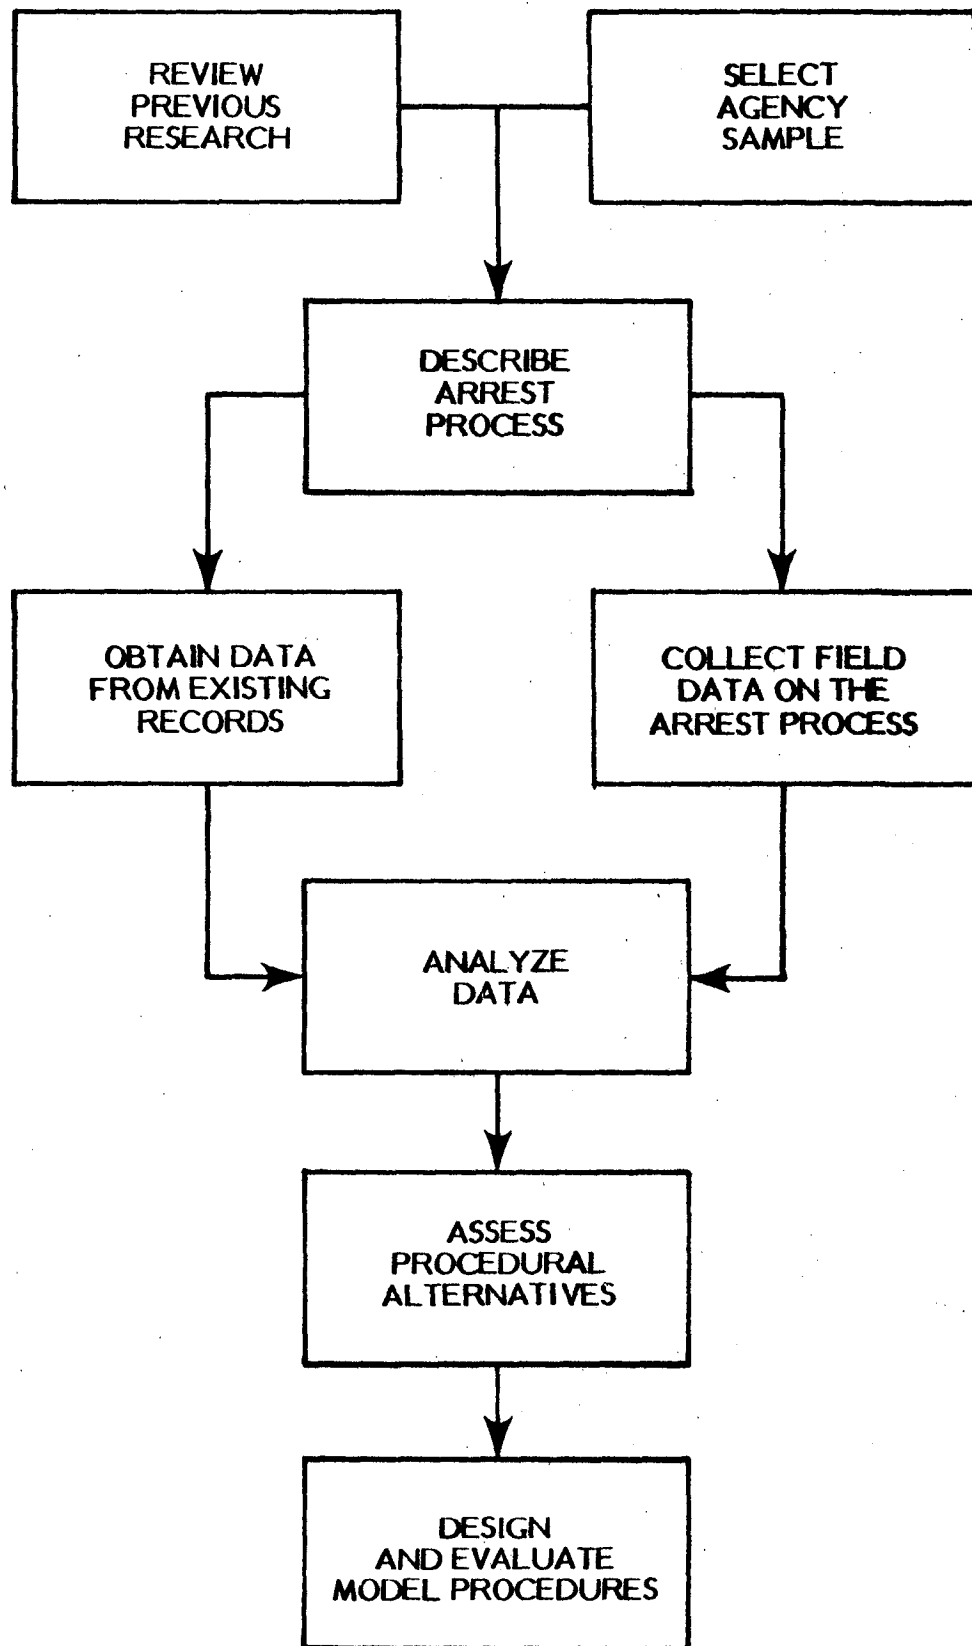 REVIEW
PREVIOUS
RESEARCH
SELECT
AGENCY
SAMPLE
DESCRIBE
ARREST
PROCESS
OBTAIN DATA
FROM EXISTING
RECORDS
COLLECT FIELD
DATA ON THE
ARREST PROCESS
ANALYZE
DATA
ASSESS
PROCEDURAL
ALTERNATIVES
DESIGN
AND EVALUATE
MODEL PROCEDURES